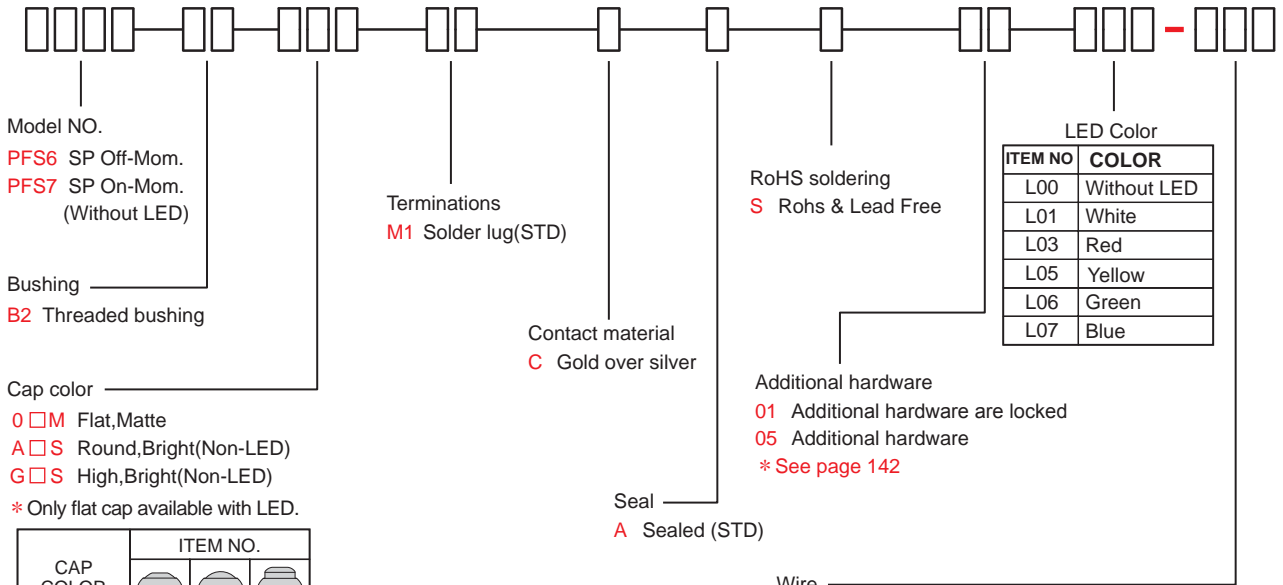 Model NO.
PFS6 SP Off-Mom.
PFS7 SP On-Mom.
(Without LED)
Bushing
B2 Threaded bushing
Cap color
0 □ M Flat,Matte
A □ S Round,Bright(Non-LED)
G □ S High,Bright(Non-LED)
* Only flat cap available with LED.
ITEM NO.
CAP
COLOR
Terminations
M1 Solder lug(STD)
Contact material
C Gold over silver
Seal
A Sealed (STD)
RoHS soldering
S Rohs & Lead Free
Additional hardware
01 Additional hardware are locked
05 Additional hardware
* See page 142
LED Color
ITEM NO COLOR
L00 Without LED
L01 White
L03 Red
L05 Yellow
L06 Green
L07 Blue
Wire